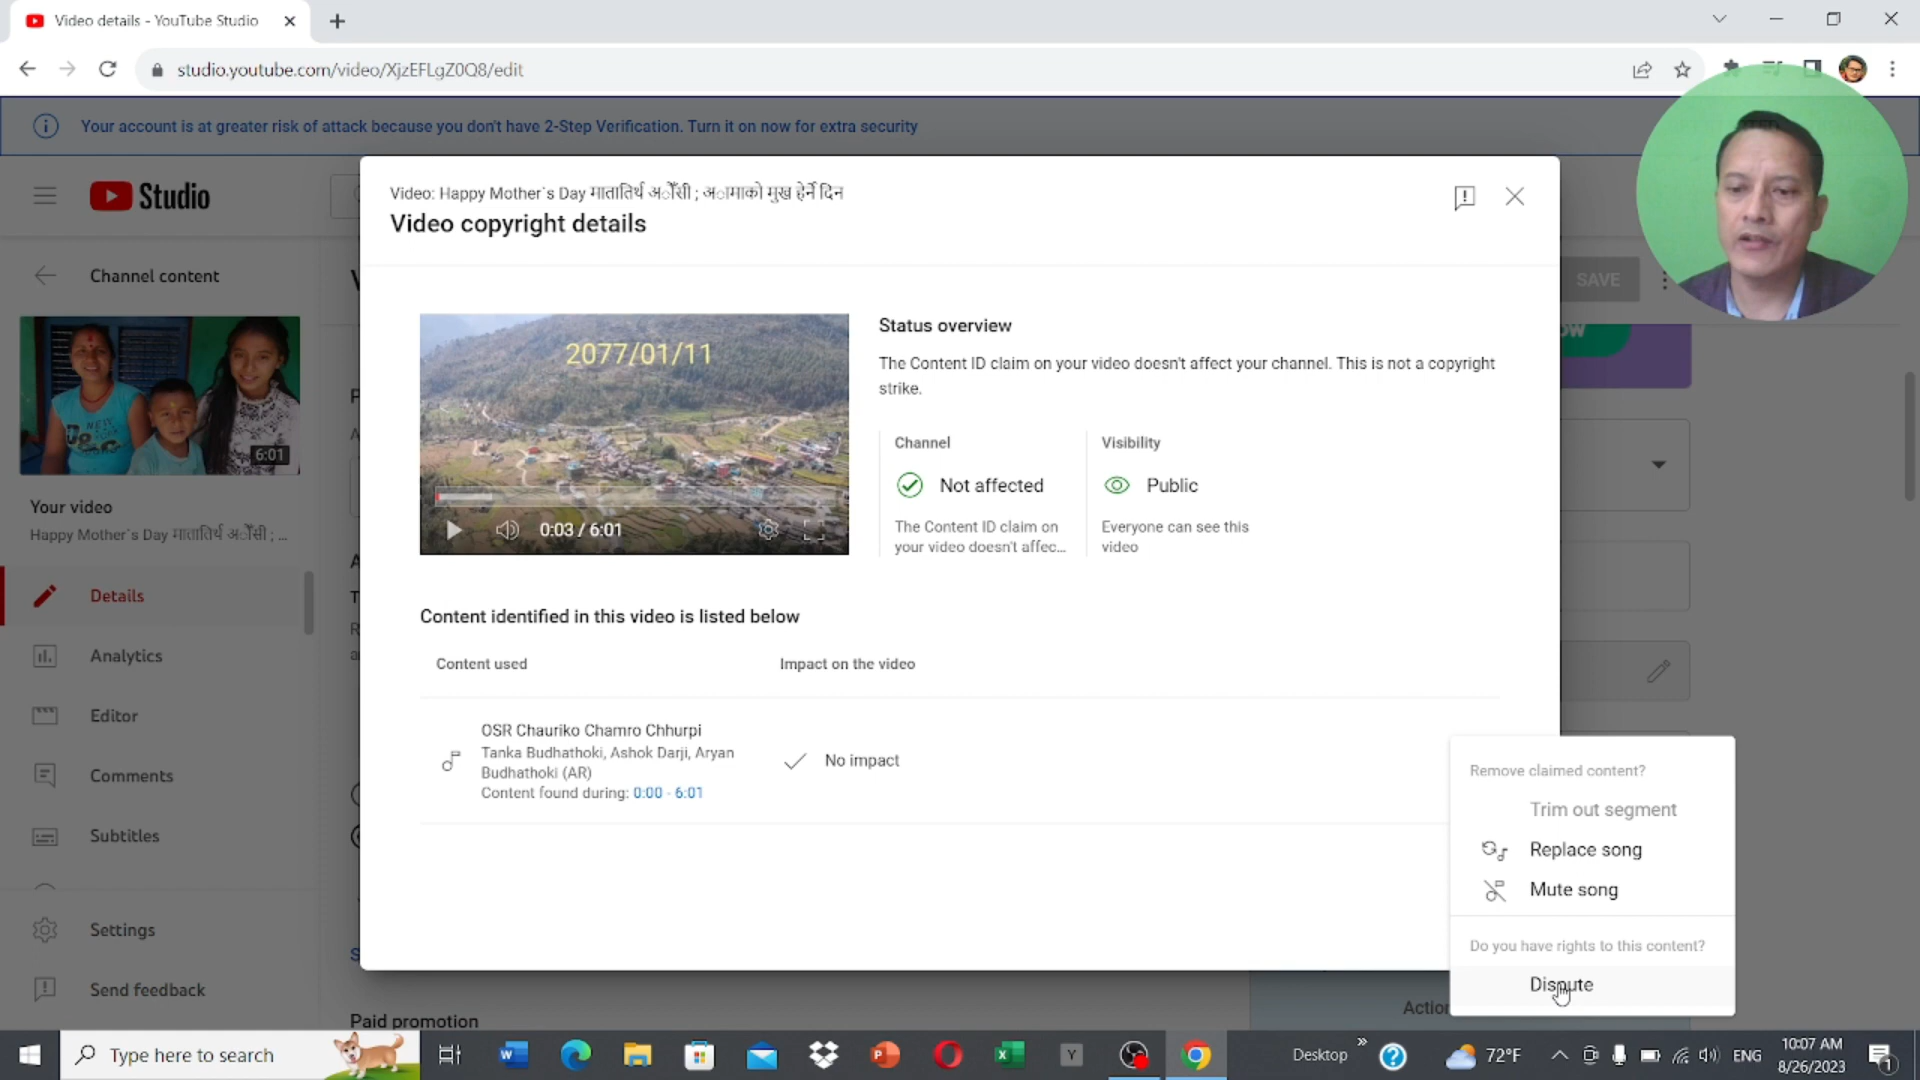 Video details - YouTube Studio
studio.youtube.com/video/XjzEFLgZ0Q8/edit
Your account is at greater risk of attack because you don't have 2-Step Verification. Turn it on now for extra security
Studio
Video: Happy Mother`s Day मातातिर्थ अौँसी ; अामाको मुख हेर्ने दिन
Video copyright details
Channel content
SAVE
2077/01/11
0:03 / 6:01
Status overview
The Content ID claim on your video doesn't affect your channel. This is not a copyright
strike.
Channel
Visibility
Not affected
Public
The Content ID claim on
your video doesn't affec...
Everyone can see this
video
6:01
Your video
Happy Mother`s Day मातातिर्थ अौँसी ; ...
Details
Analytics
Editor
Comments
Subtitles
Settings
Send feedback
Content identified in this video is listed below
Content used
Impact on the video
OSR Chauriko Chamro Chhurpi
Tanka Budhathoki, Ashok Darji, Aryan
Budhathoki (AR)
Content found during: 0:00 - 6:01
No impact
Remove claimed content?
Trim out segment
Replace song
Mute song
Do you have rights to this content?
Dispute
Paid promotion
Type here to search
Desktop
72°F
ENG
10:07 AM
8/26/2023
1